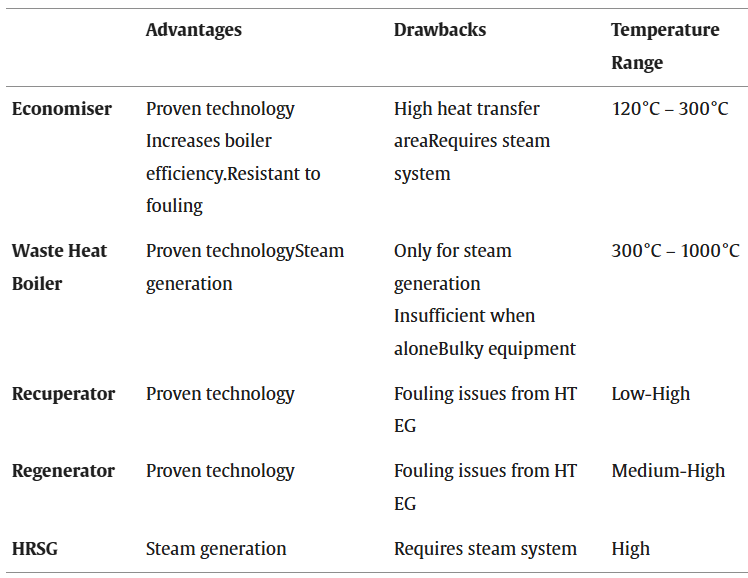 Advantages Drawbacks Temperature
Range
Economiser Proven technology High heat transfer 120°C – 300°C
Increases boiler areaRequires steam
efficiency.Resistant to system
fouling
Waste Heat Proven technologySteam Only for steam 300°C – 1000°C
Boiler generation generation
Insufficient when
aloneBulky equipment
Recuperator Proven technology Fouling issues from HT Low-High
EG
Regenerator Proven technology Fouling issues from HT Medium-High
EG
HRSG Steam generation Requires steam system High